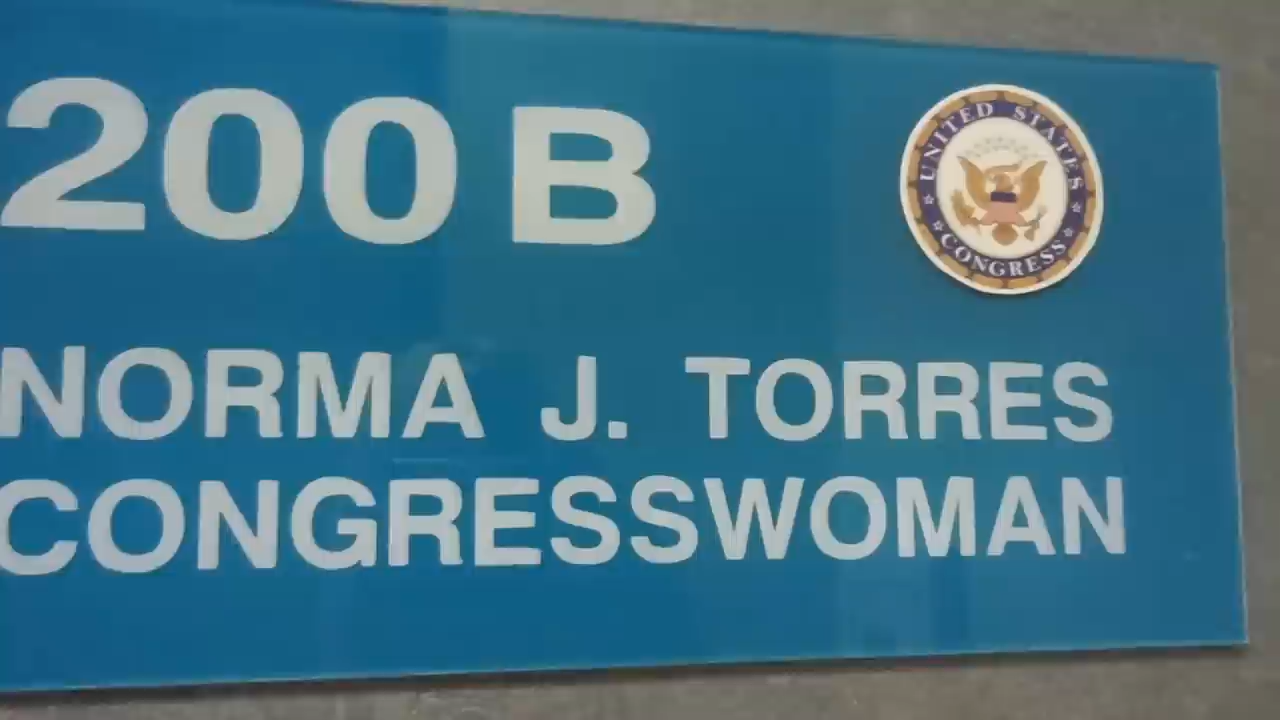 200 B
UNITED STATES
CONGRESS
NORMA J. TORRES
CONGRESSWOMAN